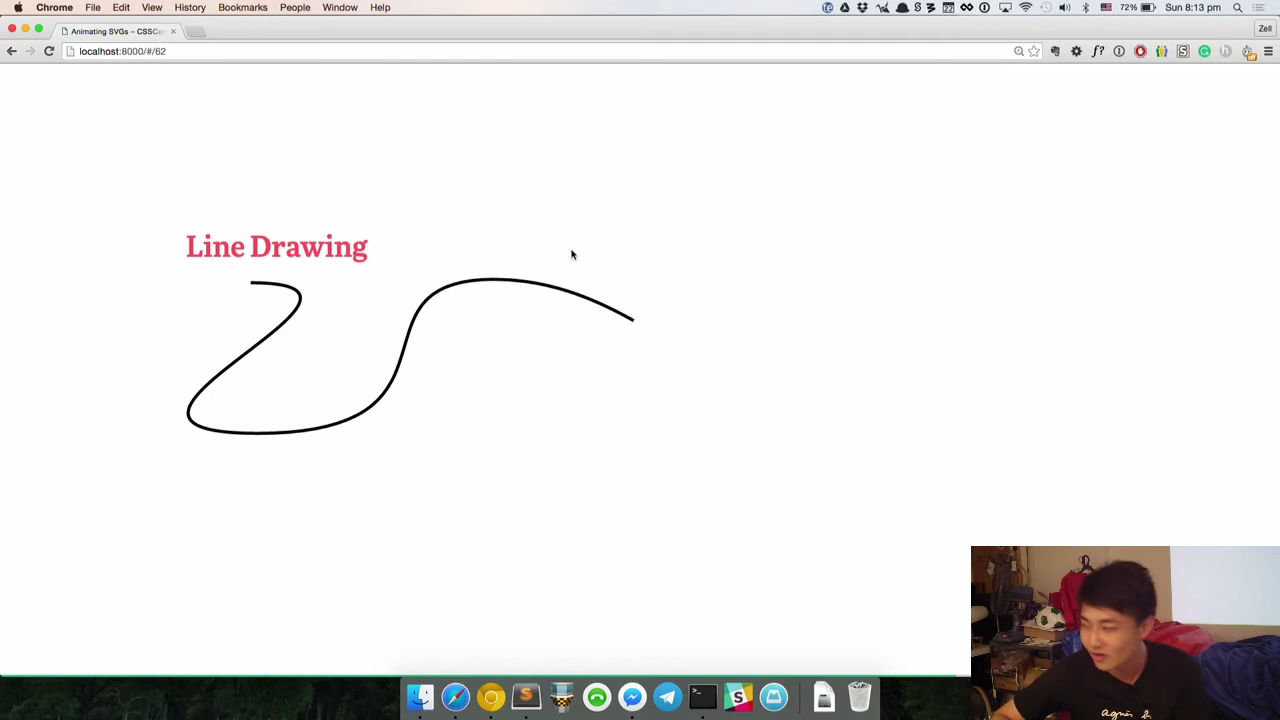 Chrome File Edit View History Bookmarks People Window Help
72% Sun 8:13 pm
Animating SVGs – CSSCo
Zell
localhost:8000/#/62
f?
Line Drawing
agnès b.